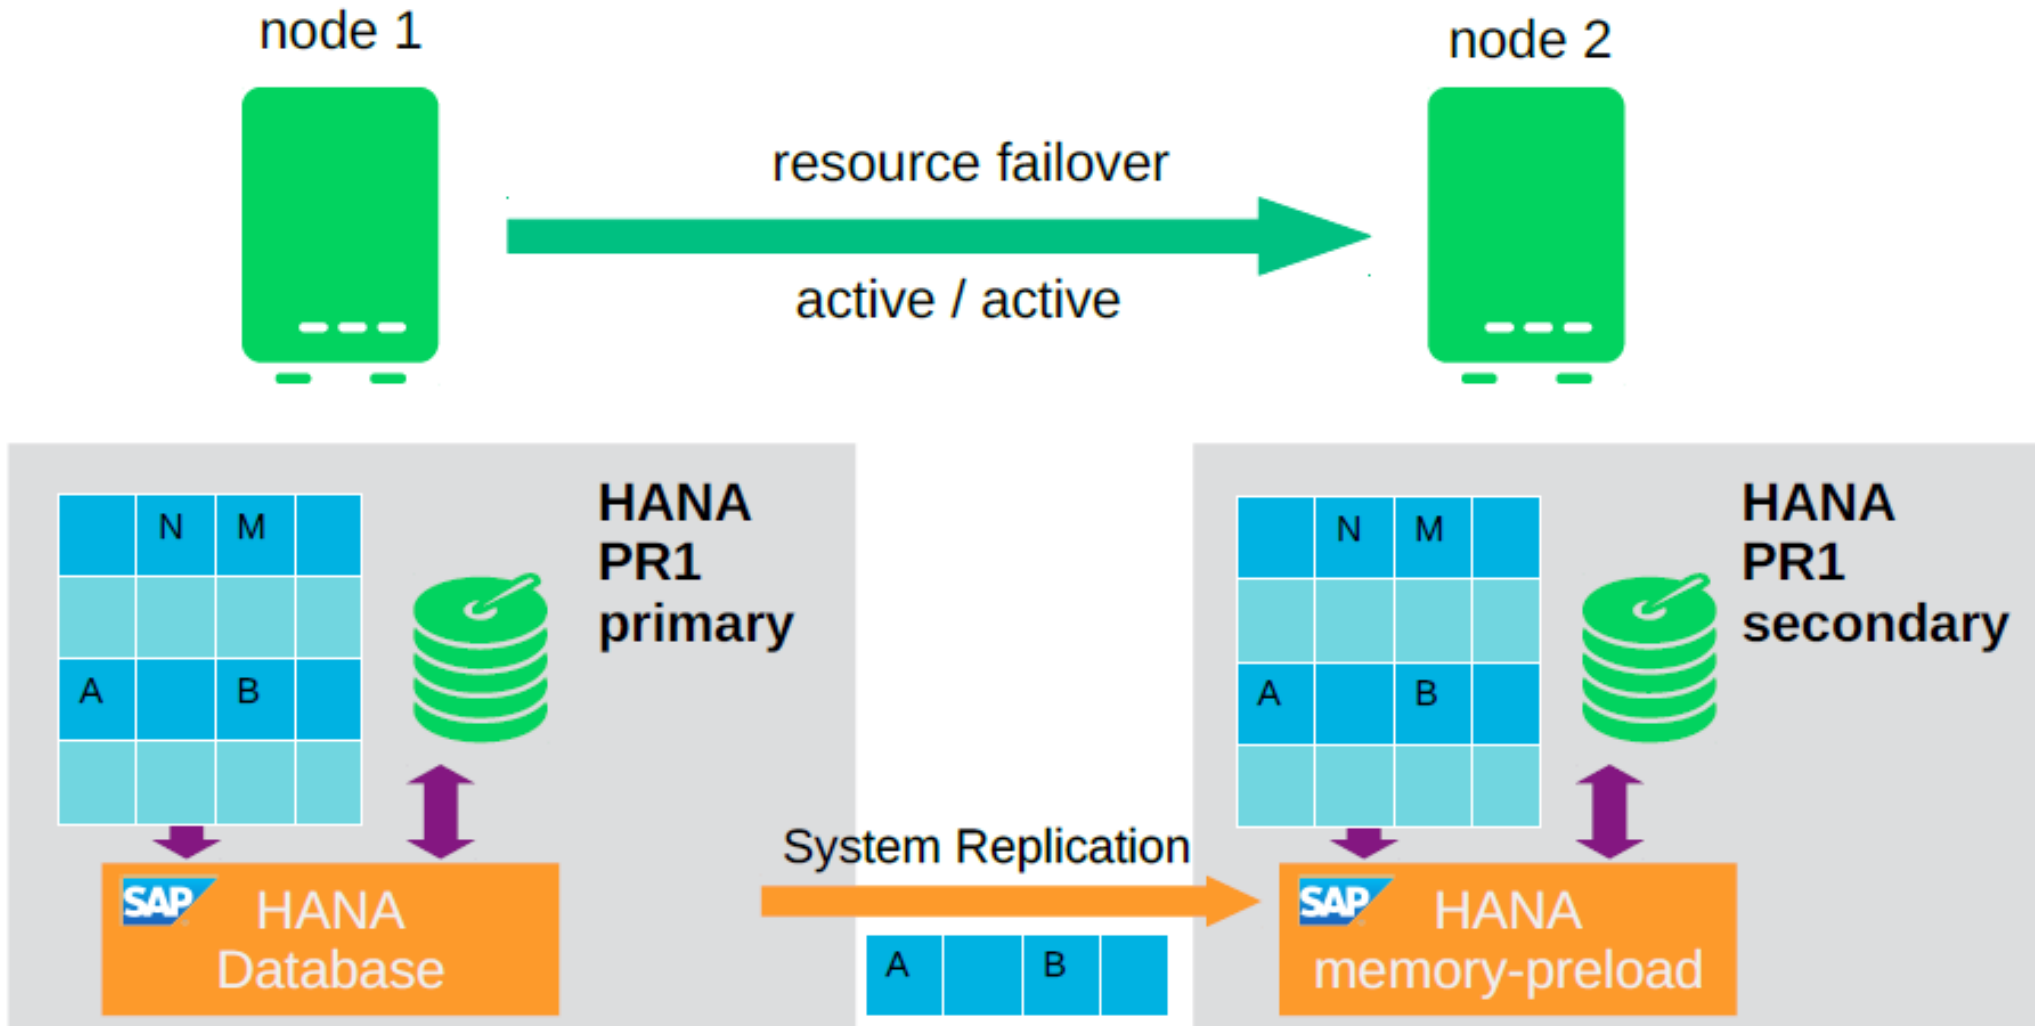 node 1
node 2
resource failover
active / active
N M
A B
HANA
PR1
primary
N M
A B
HANA
PR1
secondary
System Replication
A B
SAP
HANA
Database
SAP
HANA
memory-preload